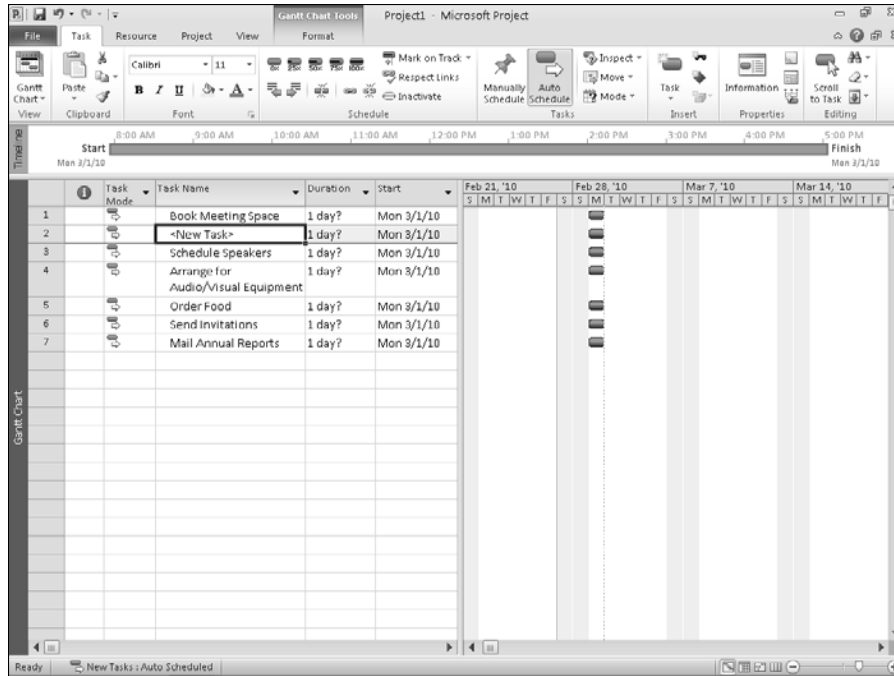 Gantt Chart Tools
Project1 - Microsoft Project
File Task Resource Project View Format
Gantt Chart
Paste
Calibri 11
B I U A
0% 25% 50% 75% 100%
Mark on Track
Respect Links
Inactivate
Manually Schedule
Auto Schedule
Inspect
Move
Mode
Task
Information
Scroll to Task
View Clipboard Font Schedule Tasks Insert Properties Editing
Timeline
8:00 AM 9:00 AM 10:00 AM 11:00 AM 12:00 PM 1:00 PM 2:00 PM 3:00 PM 4:00 PM 5:00 PM
Start Finish
Mon 3/1/10 Mon 3/1/10
Task Mode Task Name Duration Start
Feb 21, '10 Feb 28, '10 Mar 7, '10 Mar 14, '10
S M T W T F S S M T W T F S S M T W T F S S M T W T F
1 Book Meeting Space 1 day? Mon 3/1/10
2 <New Task> 1 day? Mon 3/1/10
3 Schedule Speakers 1 day? Mon 3/1/10
4 Arrange for 1 day? Mon 3/1/10
Audio/Visual Equipment
5 Order Food 1 day? Mon 3/1/10
6 Send Invitations 1 day? Mon 3/1/10
7 Mail Annual Reports 1 day? Mon 3/1/10
Gantt Chart
Ready New Tasks : Auto Scheduled